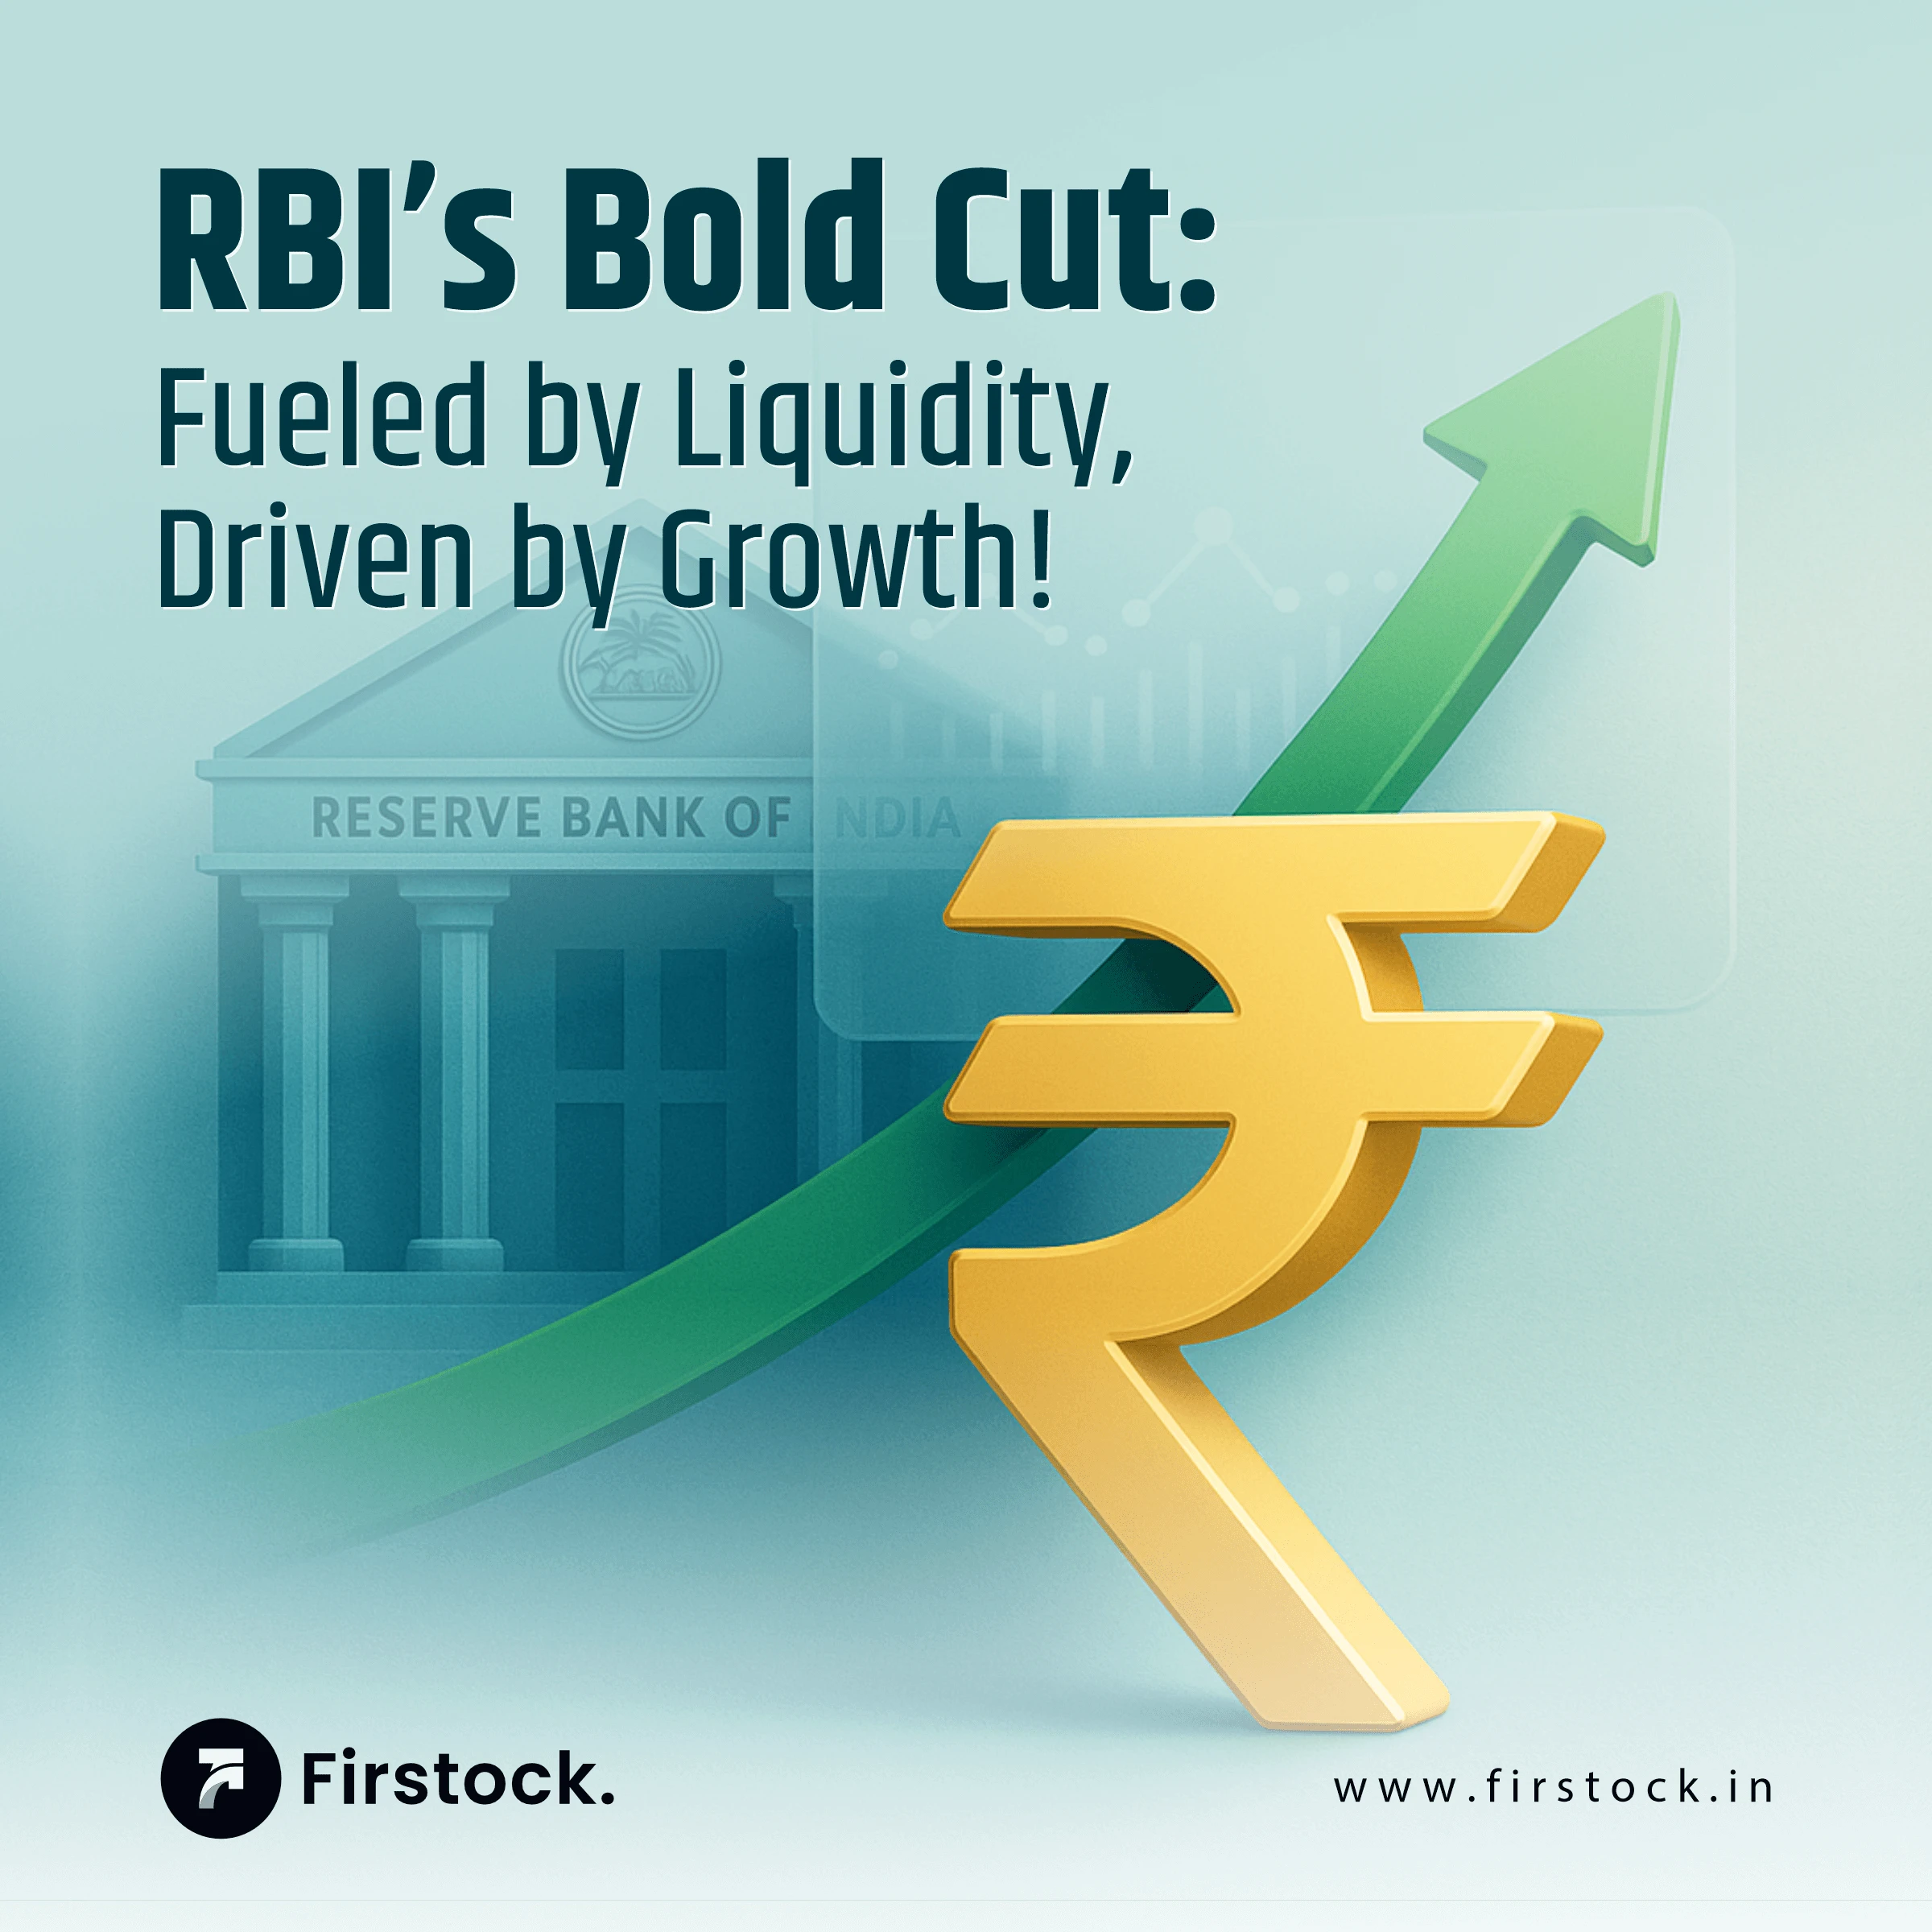 RBI's Bold Cut:
Fueled by Liquidity,
Driven by Growth!
RESERVE BANK OF NDIA
Firstock.
www.firstock.in